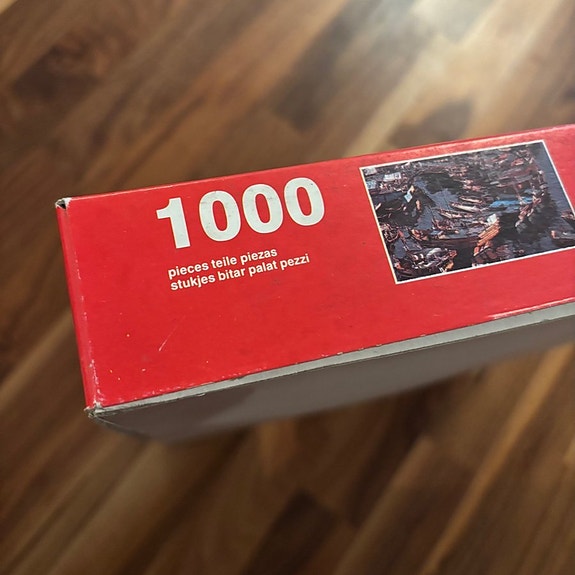 1000
pieces teile piezas
stukjes bitar palat pezzi